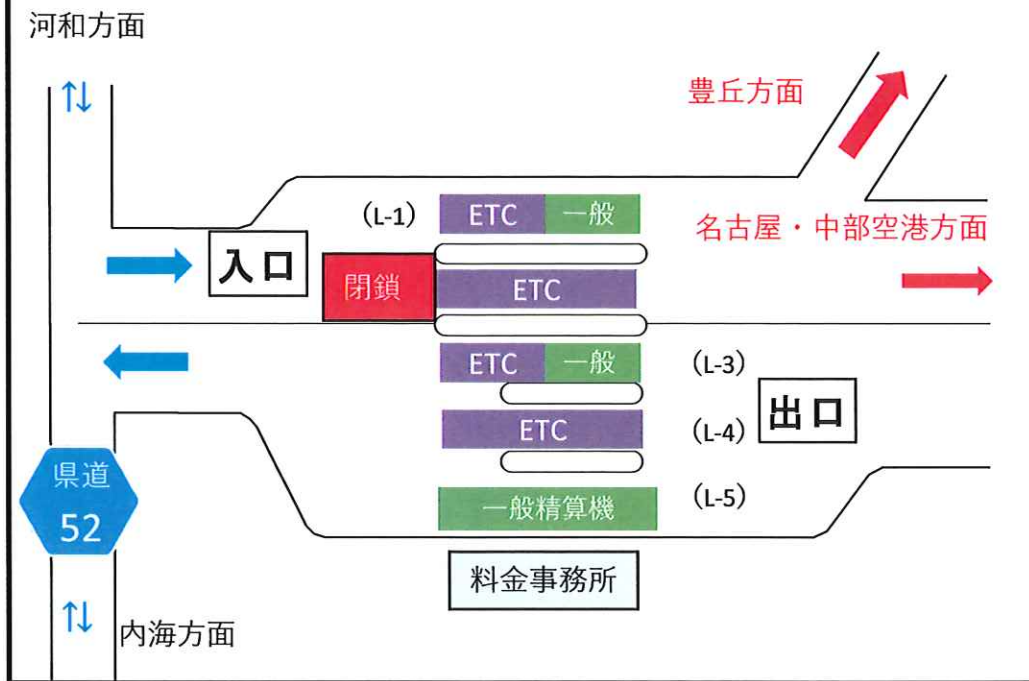 河和方面
豊丘方面
(L-1)
ETC 一般
名古屋・中部空港方面
入口
閉鎖
ETC
ETC 一般
(L-3)
出口
ETC
(L-4)
県道
52
一般精算機
(L-5)
料金事務所
内海方面